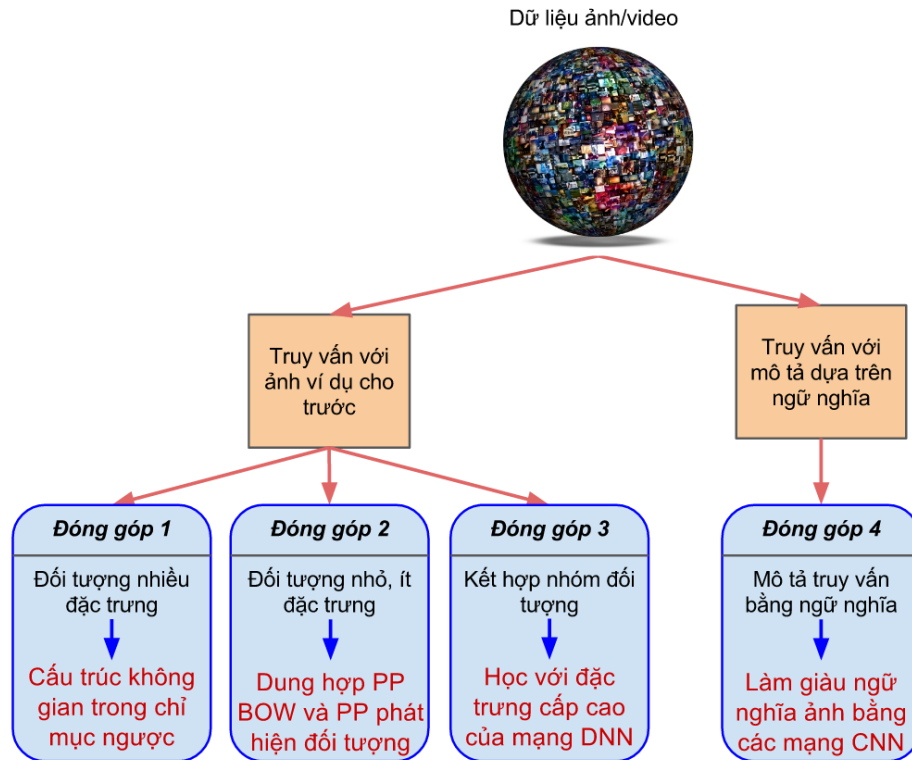 Dữ liệu ảnh/video
Truy vấn với
ảnh ví dụ cho
trước
Truy vấn với
mô tả dựa trên
ngữ nghĩa
Đóng góp 1
Đối tượng nhiều
đặc trưng
Cấu trúc không
gian trong chỉ
mục ngược
Đóng góp 2
Đối tượng nhỏ, ít
đặc trưng
Dung hợp PP
BOW và PP phát
hiện đối tượng
Đóng góp 3
Kết hợp nhóm đối
tượng
Học với đặc
trưng cấp cao
của mạng DNN
Đóng góp 4
Mô tả truy vấn
bằng ngữ nghĩa
Làm giàu ngữ
nghĩa ảnh bằng
các mạng CNN